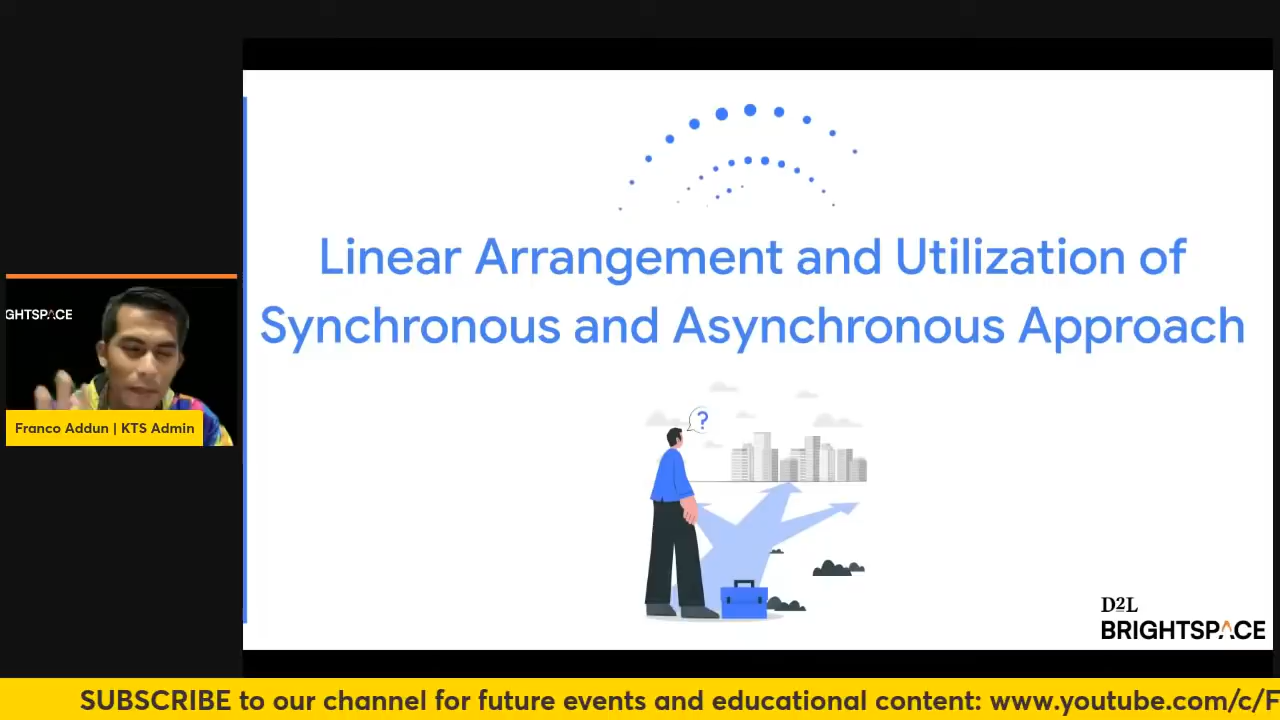 Linear Arrangement and Utilization of
Synchronous and Asynchronous Approach
?
GHTSPACE
Franco Addun | KTS Admin
D2L
BRIGHTSPACE
SUBSCRIBE to our channel for future events and educational content: www.youtube.com/c/F